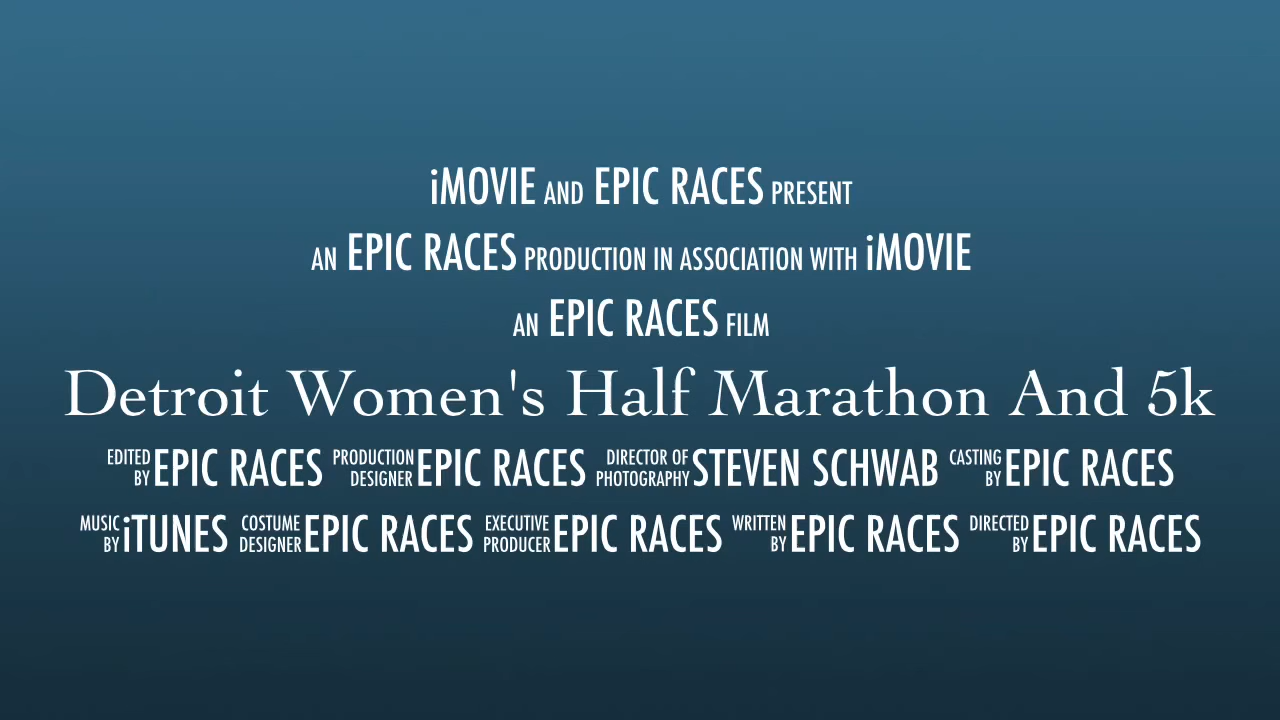 iMOVIE AND EPIC RACES PRESENT
AN EPIC RACES PRODUCTION IN ASSOCIATION WITH iMOVIE
AN EPIC RACES FILM
Detroit Women's Half Marathon And 5k
EDITED BY EPIC RACES PRODUCTION DESIGNER EPIC RACES DIRECTOR OF PHOTOGRAPHY STEVEN SCHWAB CASTING BY EPIC RACES
MUSIC BY iTUNES COSTUME DESIGNER EPIC RACES EXECUTIVE PRODUCER EPIC RACES WRITTEN BY EPIC RACES DIRECTED BY EPIC RACES